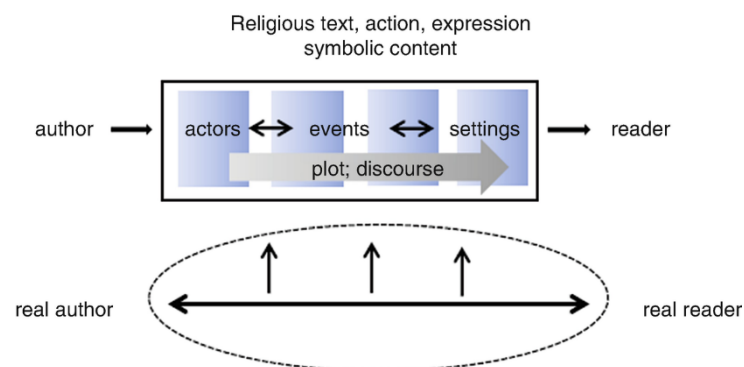 Religious text, action, expression
symbolic content
author
actors
events
settings
reader
plot; discourse
real author
real reader